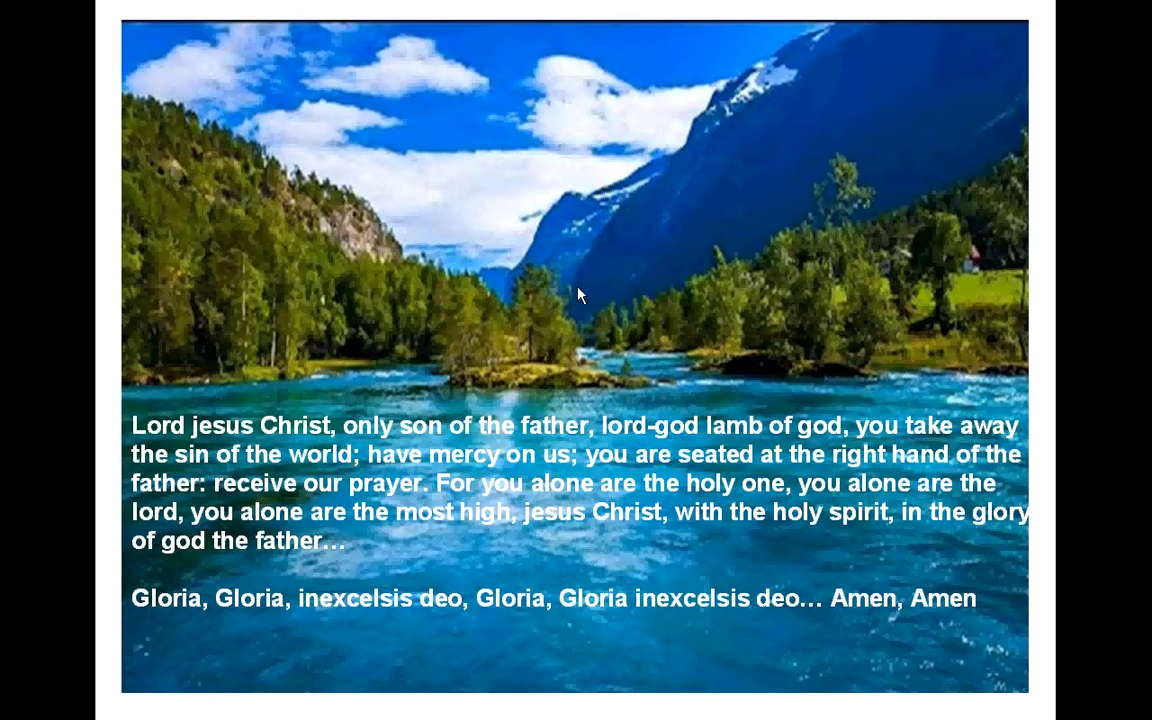 Lord jesus Christ, only son of the father, lord-god lamb of god, you take away
the sin of the world; have mercy on us; you are seated at the right hand of the
father: receive our prayer. For you alone are the holy one, you alone are the
lord, you alone are the most high, jesus Christ, with the holy spirit, in the glory
of god the father…
Gloria, Gloria, inexcelsis deo, Gloria, Gloria inexcelsis deo… Amen, Amen